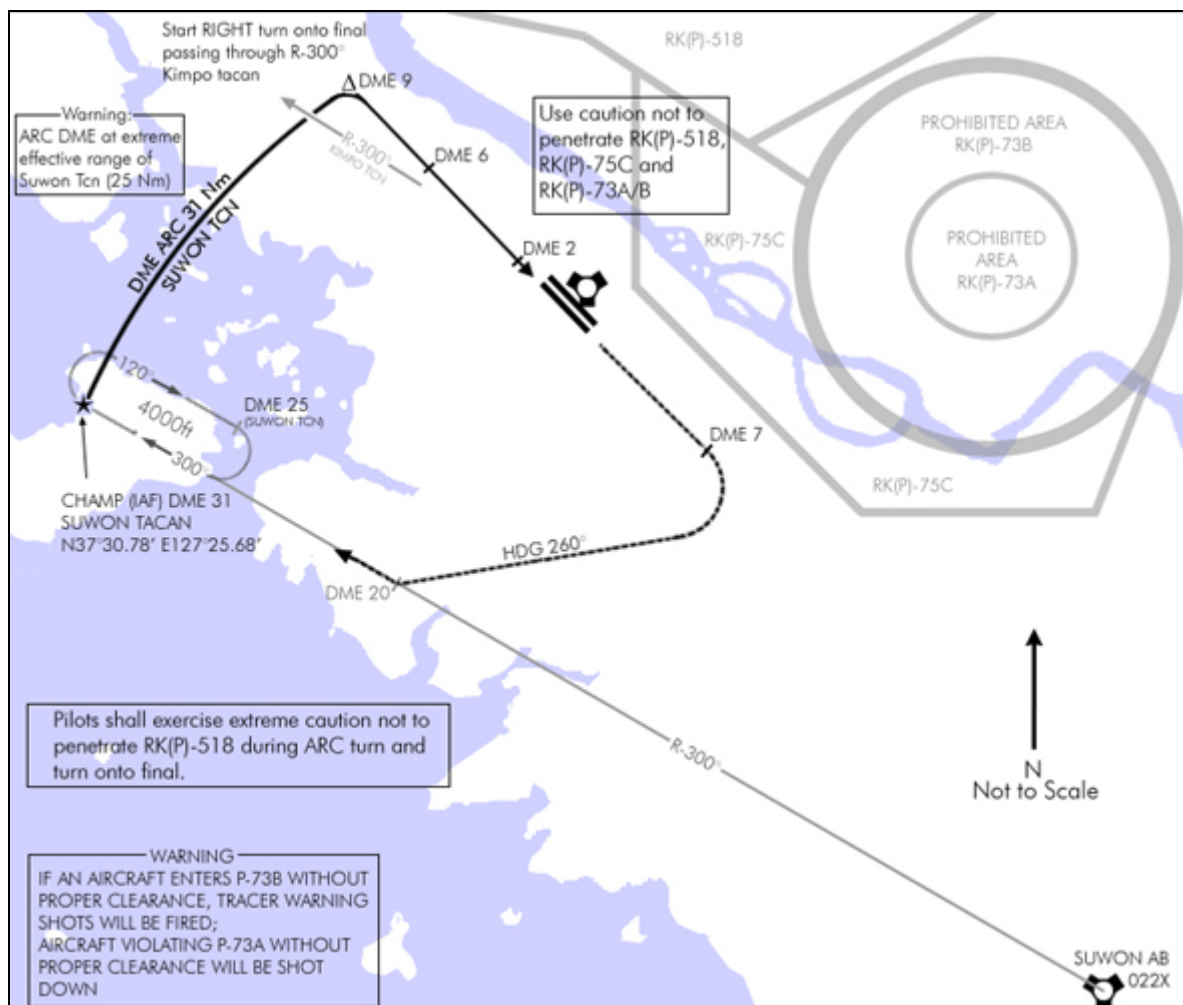 Start RIGHT turn onto final
passing through R-300°
Kimpo tacan
Δ DME 9
RK(P)-518
Warning:
ARC DME at extreme
effective range of
Suwon Tcn (25 Nm)
R-300°
KIMPO TCN
DME 6
Use caution not to
penetrate RK(P)-518,
RK(P)-75C and
RK(P)-73A/B
PROHIBITED AREA
RK(P)-73B
DME ARC 31 Nm
SUWON TCN
DME 2
RK(P)-75C
PROHIBITED
AREA
RK(P)-73A
120°
4000ft
300°
DME 25
(SUWON TCN)
DME 7
RK(P)-75C
CHAMP (IAF) DME 31
SUWON TACAN
N37°30.78' E127°25.68'
HDG 260°
DME 20
Pilots shall exercise extreme caution not to
penetrate RK(P)-518 during ARC turn and
turn onto final.
R-300°
N
Not to Scale
WARNING
IF AN AIRCRAFT ENTERS P-73B WITHOUT
PROPER CLEARANCE, TRACER WARNING
SHOTS WILL BE FIRED;
AIRCRAFT VIOLATING P-73A WITHOUT
PROPER CLEARANCE WILL BE SHOT
DOWN
SUWON AB
022X